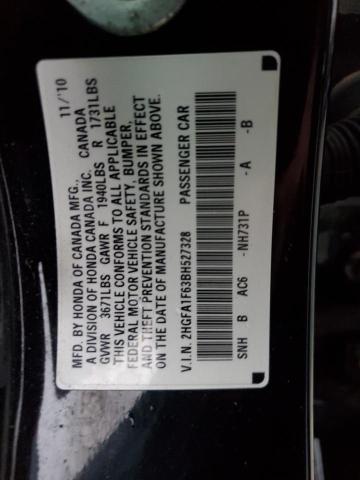 MFD. BY HONDA OF CANADA MFG., 11/'10
A DIVISION OF HONDA CANADA INC. CANADA
GVWR 3671LBS GAWR F 1940LBS R 1731LBS
THIS VEHICLE CONFORMS TO ALL APPLICABLE
FEDERAL MOTOR VEHICLE SAFETY, BUMPER,
AND THEFT PREVENTION STANDARDS IN EFFECT
ON THE DATE OF MANUFACTURE SHOWN ABOVE.
V.I.N. 2HGFA1F63BH527328 PASSENGER CAR
SNH B AC6 -NH731P -A -B